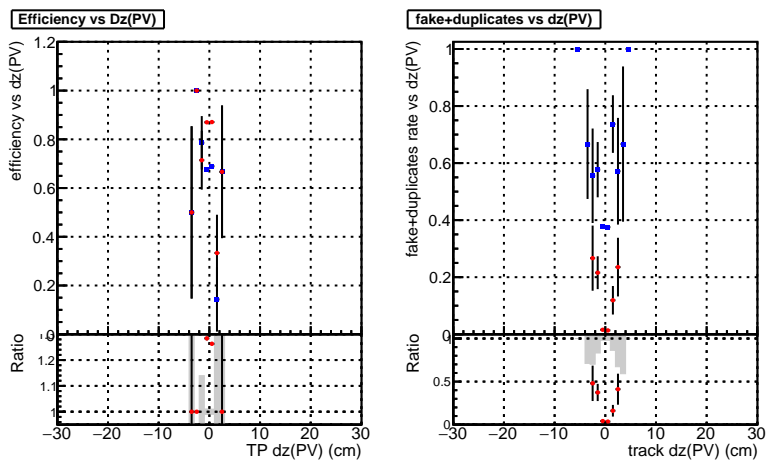 Efficiency vs Dz(PV)
efficiency vs dz(PV)
1.2
1
0.8
0.6
0.4
0.2
0
Ratio
1.2
1.1
1
−30 −20 −10 0 10 20 30
TP dz(PV) (cm)
fake+duplicates vs dz(PV)
fake+duplicates rate vs dz(PV)
1
0.8
0.6
0.4
0.2
0
Ratio
1
0.5
0
−30 −20 −10 0 10 20 30
track dz(PV) (cm)